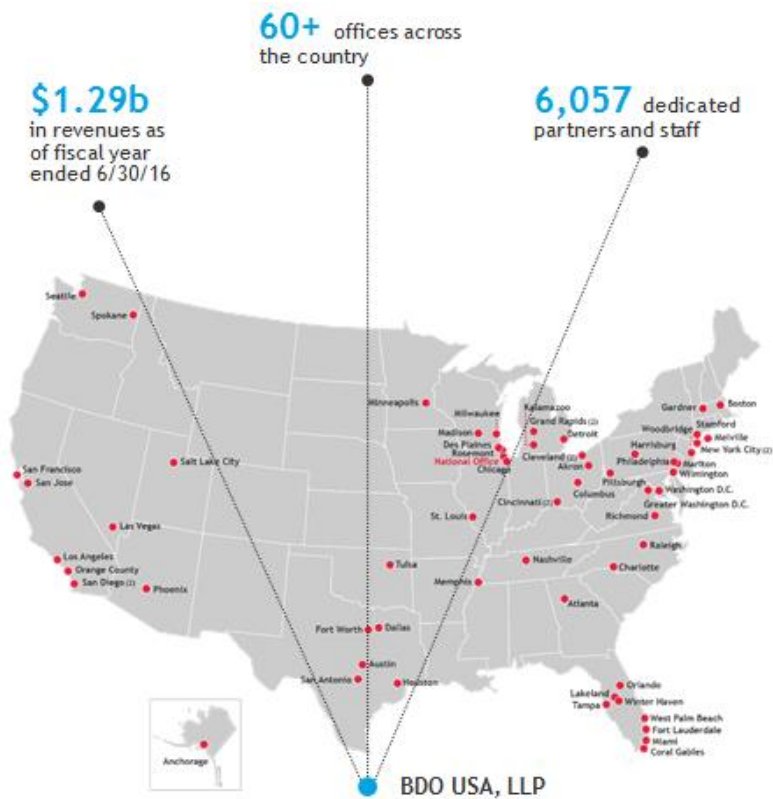 60+ offices across
the country
$1.29b
in revenues as
of fiscal year
ended 6/30/16
6,057 dedicated
partners and staff
Seattle
Spokane
Minneapolis
Milwaukee
Madison
Des Plaines
Rosemont
National Office
Chicago
Kalamazoo
Grand Rapids (2)
Detroit
Cleveland (2)
Akron
Columbus
Cincinnati (2)
Gardner
Boston
Stamford
Woodbridge
Melville
Harrisburg
New York City (2)
Philadelphia
Marlton
Wilmington
Pittsburgh
Washington D.C.
Greater Washington D.C.
Richmond
Salt Lake City
San Francisco
San Jose
Las Vegas
St. Louis
Los Angeles
Orange County
San Diego (2)
Phoenix
Tulsa
Nashville
Memphis
Raleigh
Charlotte
Atlanta
Fort Worth
Dallas
Austin
San Antonio
Houston
Orlando
Lakeland
Winter Haven
Tampa
West Palm Beach
Fort Lauderdale
Miami
Coral Gables
Anchorage
BDO USA, LLP